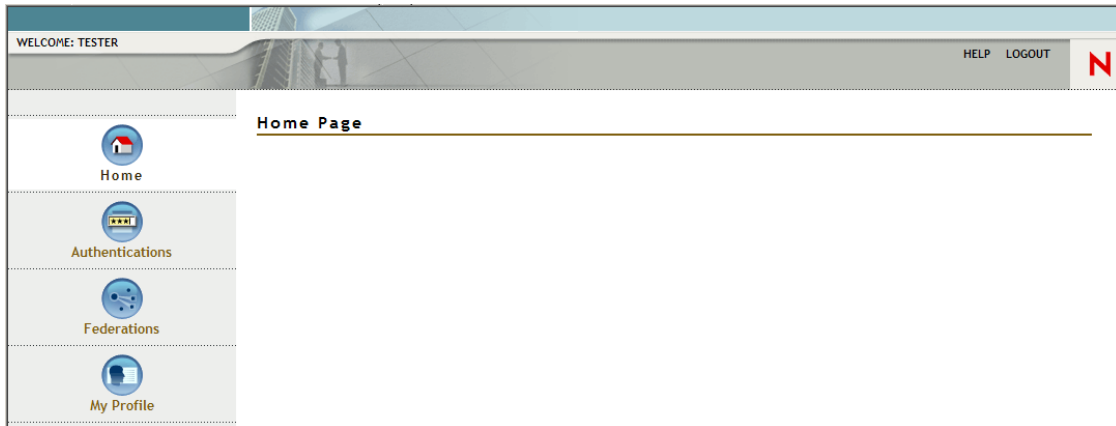 WELCOME: TESTER
HELP LOGOUT
N
Home Page
Home
Authentications
Federations
My Profile